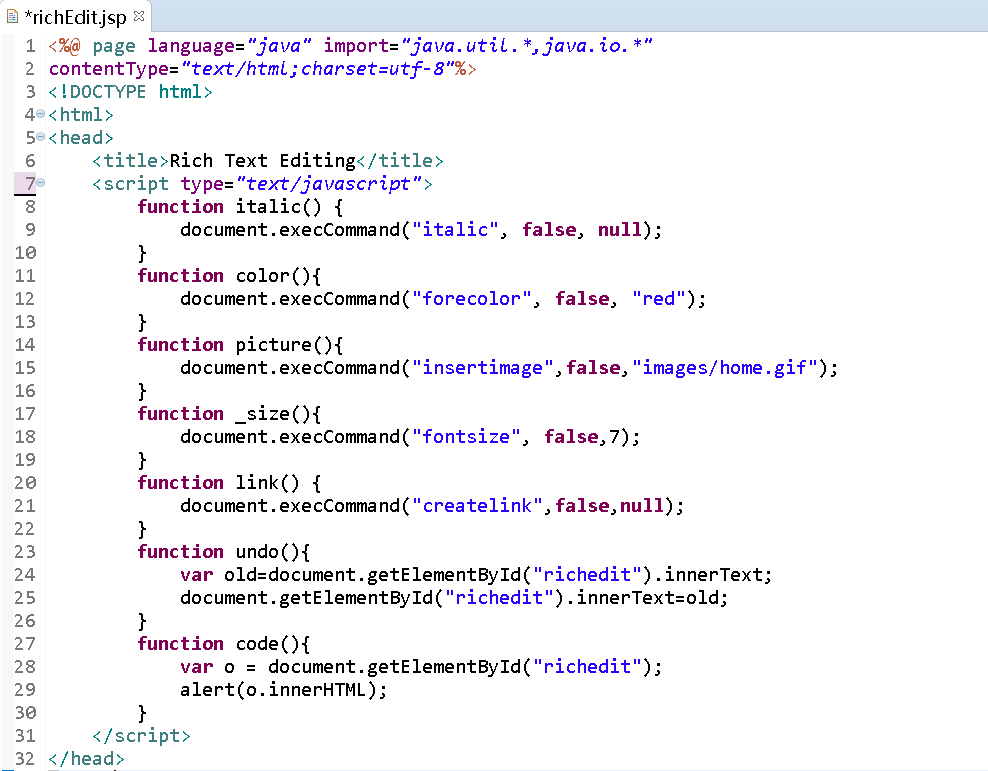 *richEdit.jsp
1 <%@ page language="java" import="java.util.*,java.io.*"
2 contentType="text/html;charset=utf-8"%>
3 <!DOCTYPE html>
4 <html>
5 <head>
6     <title>Rich Text Editing</title>
7     <script type="text/javascript">
8         function italic() {
9             document.execCommand("italic", false, null);
10         }
11         function color(){
12             document.execCommand("forecolor", false, "red");
13         }
14         function picture(){
15             document.execCommand("insertimage",false,"images/home.gif");
16         }
17         function _size(){
18             document.execCommand("fontsize", false,7);
19         }
20         function link() {
21             document.execCommand("createlink",false,null);
22         }
23         function undo(){
24             var old=document.getElementById("richedit").innerText;
25             document.getElementById("richedit").innerText=old;
26         }
27         function code(){
28             var o = document.getElementById("richedit");
29             alert(o.innerHTML);
30         }
31     </script>
32 </head>